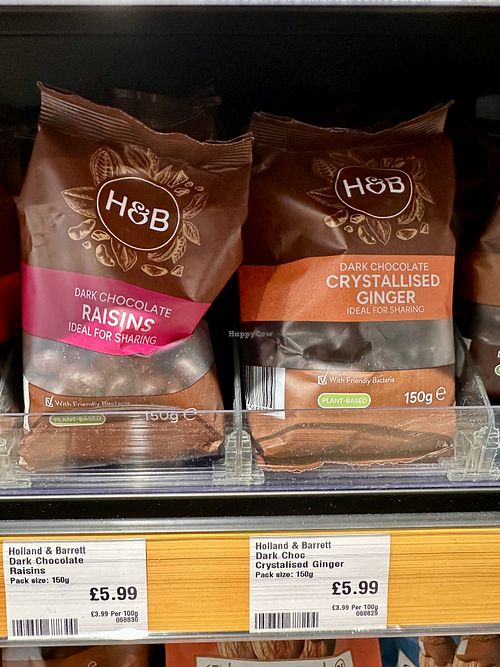 H&B
DARK CHOCOLATE
RAISINS
IDEAL FOR SHARING
With Friendly Bacteria
PLANT-BASED
150g e
H&B
DARK CHOCOLATE
CRYSTALLISED
GINGER
IDEAL FOR SHARING
With Friendly Bacteria
PLANT-BASED
150g e
HappyCow
Holland & Barrett
Dark Chocolate
Raisins
Pack size: 150g
£5.99
£3.99 Per 100g
068830
Holland & Barrett
Dark Choc
Crystalised Ginger
Pack size: 150g
£5.99
£3.99 Per 100g
068829